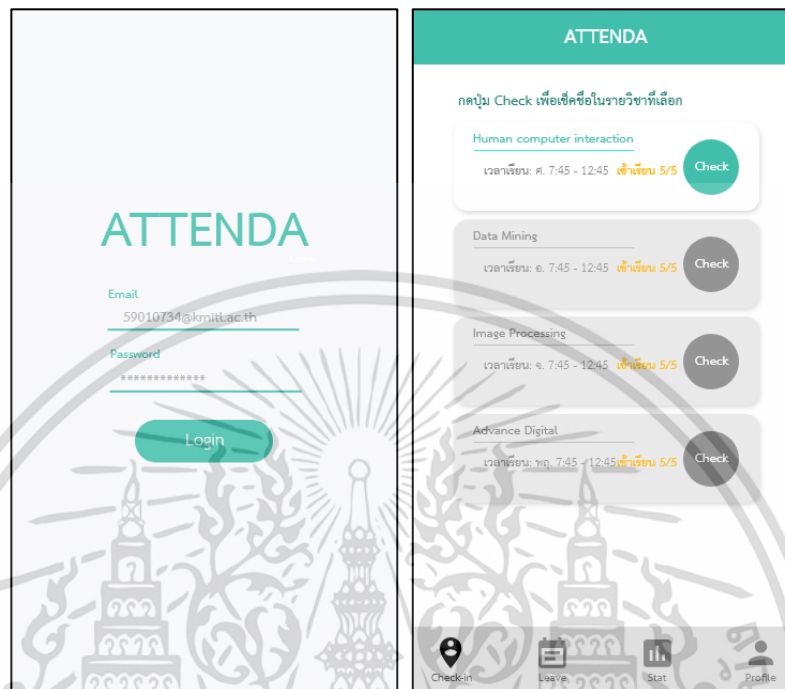 ATTENDA
Email
59010734@kmitl.ac.th
Password
*************
Login
ATTENDA
กดปุ่ม Check เพื่อเช็คชื่อในรายวิชาที่เลือก
Human computer interaction
เวลาเรียน: ศ. 7:45 - 12:45 เข้าเรียน 5/5 Check
Data Mining
เวลาเรียน: อ. 7:45 - 12:45 เข้าเรียน 5/5 Check
Image Processing
เวลาเรียน: จ. 7:45 - 12:45 เข้าเรียน 5/5 Check
Advance Digital
เวลาเรียน: พฤ. 7:45 - 12:45 เข้าเรียน 5/5 Check
Check-in Leave Stat Profile